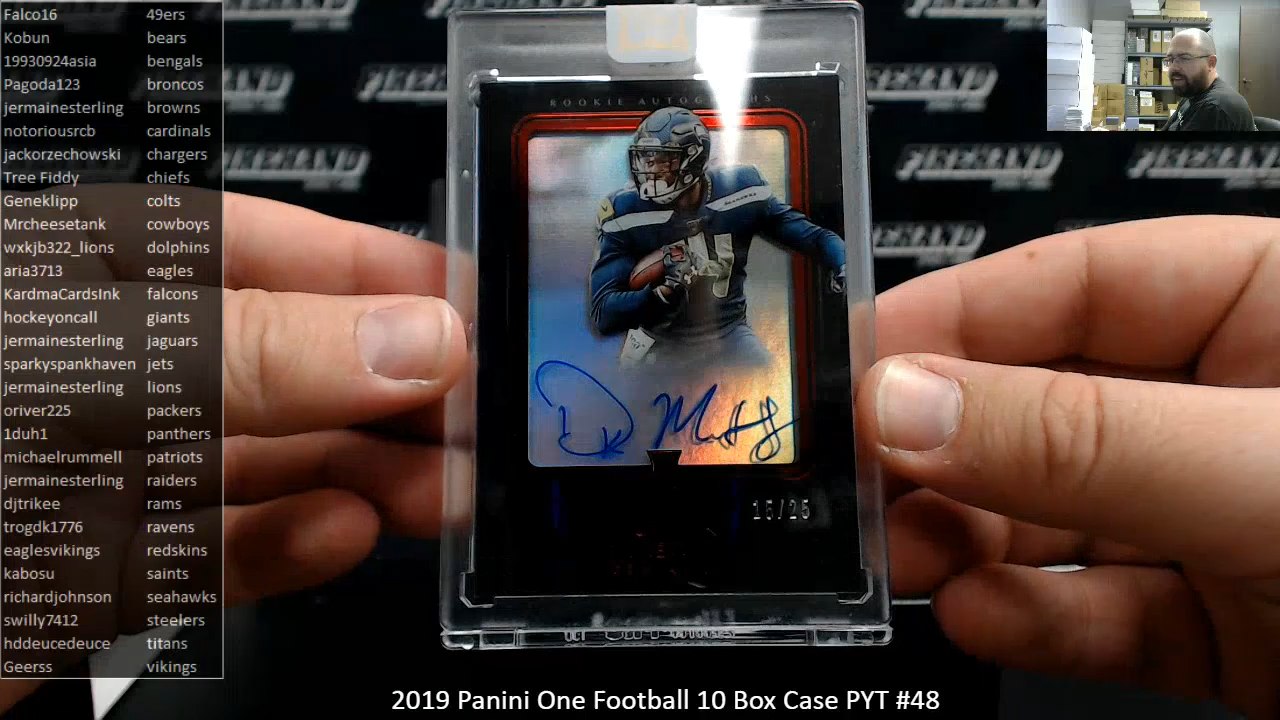 Falco16 49ers
Kobun bears
19930924asia bengals
Pagoda123 broncos
jermainesterling browns
notoriousrcb cardinals
jackorzechowski chargers
Tree Fiddy chiefs
Geneklipp colts
Mrcheesetank cowboys
wxkjb322_lions dolphins
aria3713 eagles
KardmaCardsInk falcons
hockeyoncall giants
jermainesterling jaguars
sparkyspankhaven jets
jermainesterling lions
oriver225 packers
1duh1 panthers
michaelrummell patriots
jermainesterling raiders
djtrikee rams
trogdk1776 ravens
eaglesvikings redskins
kabosu saints
richardjohnson seahawks
swilly7412 steelers
hddeucedeuce titans
Geerss vikings
ROOKIE AUTOGRAPHS
SEAHAWKS
15/25
FIREHAND
2019 Panini One Football 10 Box Case PYT #48